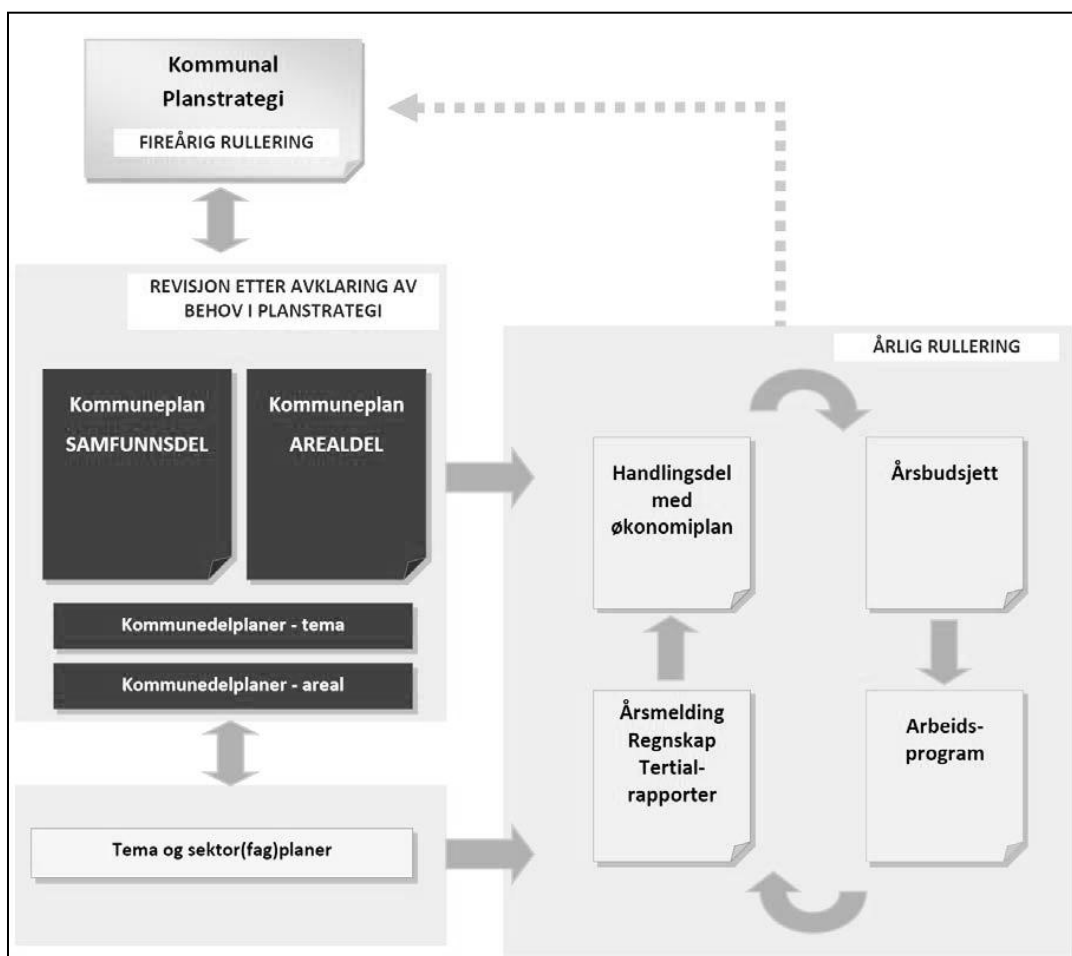 Kommunal
Planstrategi
FIREÅRIG RULLERING
REVISJON ETTER AVKLARING AV
BEHOV I PLANSTRATEGI
Kommuneplan
SAMFUNNSDEL
Kommuneplan
AREALDEL
Kommunedelplaner - tema
Kommunedelplaner - areal
Tema og sektor(fag)planer
ÅRLIG RULLERING
Handlingsdel
med
økonomiplan
Årsbudsjett
Årsmelding
Regnskap
Tertial-
rapporter
Arbeids-
program